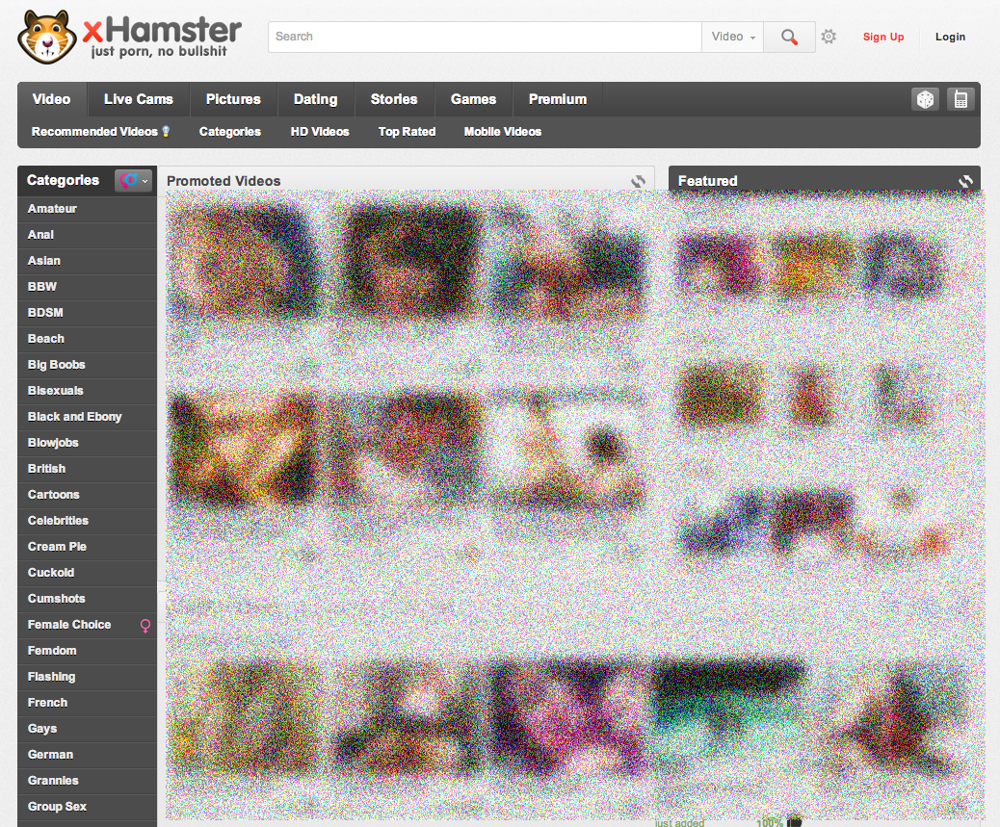 xHamster
just porn, no bullshit
Search
Video
Sign Up
Login
Video
Live Cams
Pictures
Dating
Stories
Games
Premium
Recommended Videos
Categories
HD Videos
Top Rated
Mobile Videos
Categories
Promoted Videos
Featured
Amateur
Anal
Asian
BBW
BDSM
Beach
Big Boobs
Bisexuals
Black and Ebony
Blowjobs
British
Cartoons
Celebrities
Cream Pie
Cuckold
Cumshots
Female Choice
Femdom
Flashing
French
Gays
German
Grannies
Group Sex
just added 100%